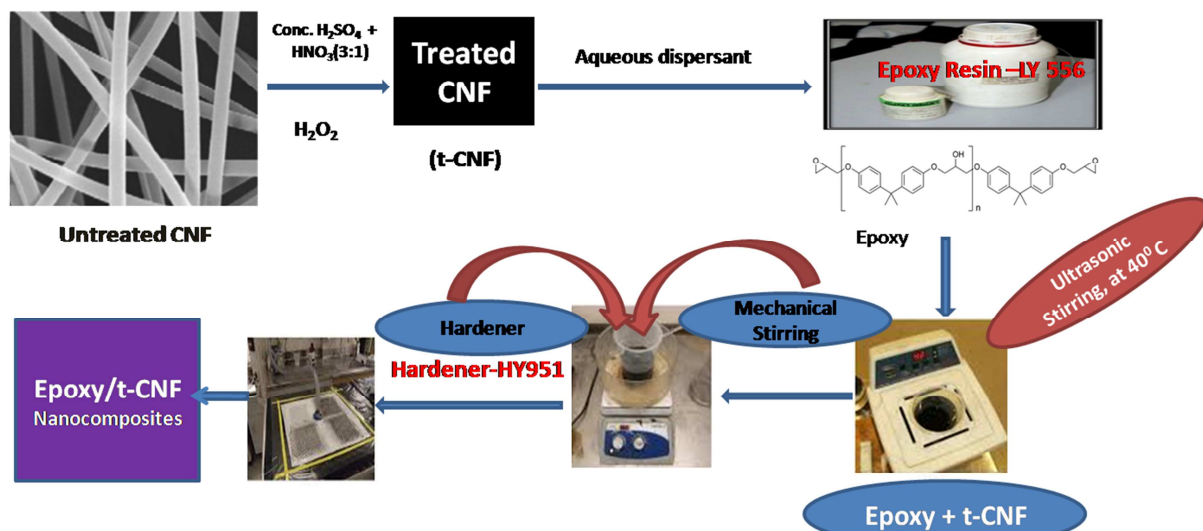 Conc. H₂SO₄ +
HNO₃(3:1)
H₂O₂
Untreated CNF
Treated
CNF
(t-CNF)
Aqueous dispersant
Epoxy Resin –LY 556
O
O
O
OH
O
O
O
n
Epoxy
Ultrasonic
Stirring, at 40⁰ C
Mechanical
Stirring
Hardener
Hardener-HY951
Epoxy/t-CNF
Nanocomposites
Epoxy + t-CNF